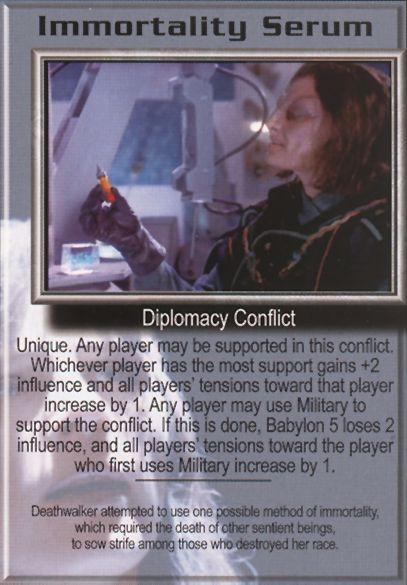 Immortality Serum
Diplomacy Conflict
Unique. Any player may be supported in this conflict.
Whichever player has the most support gains +2
influence and all players' tensions toward that player
increase by 1. Any player may use Military to
support the conflict. If this is done, Babylon 5 loses 2
influence, and all players' tensions toward the player
who first uses Military increase by 1.
Deathwalker attempted to use one possible method of immortality,
which required the death of other sentient beings,
to sow strife among those who destroyed her race.